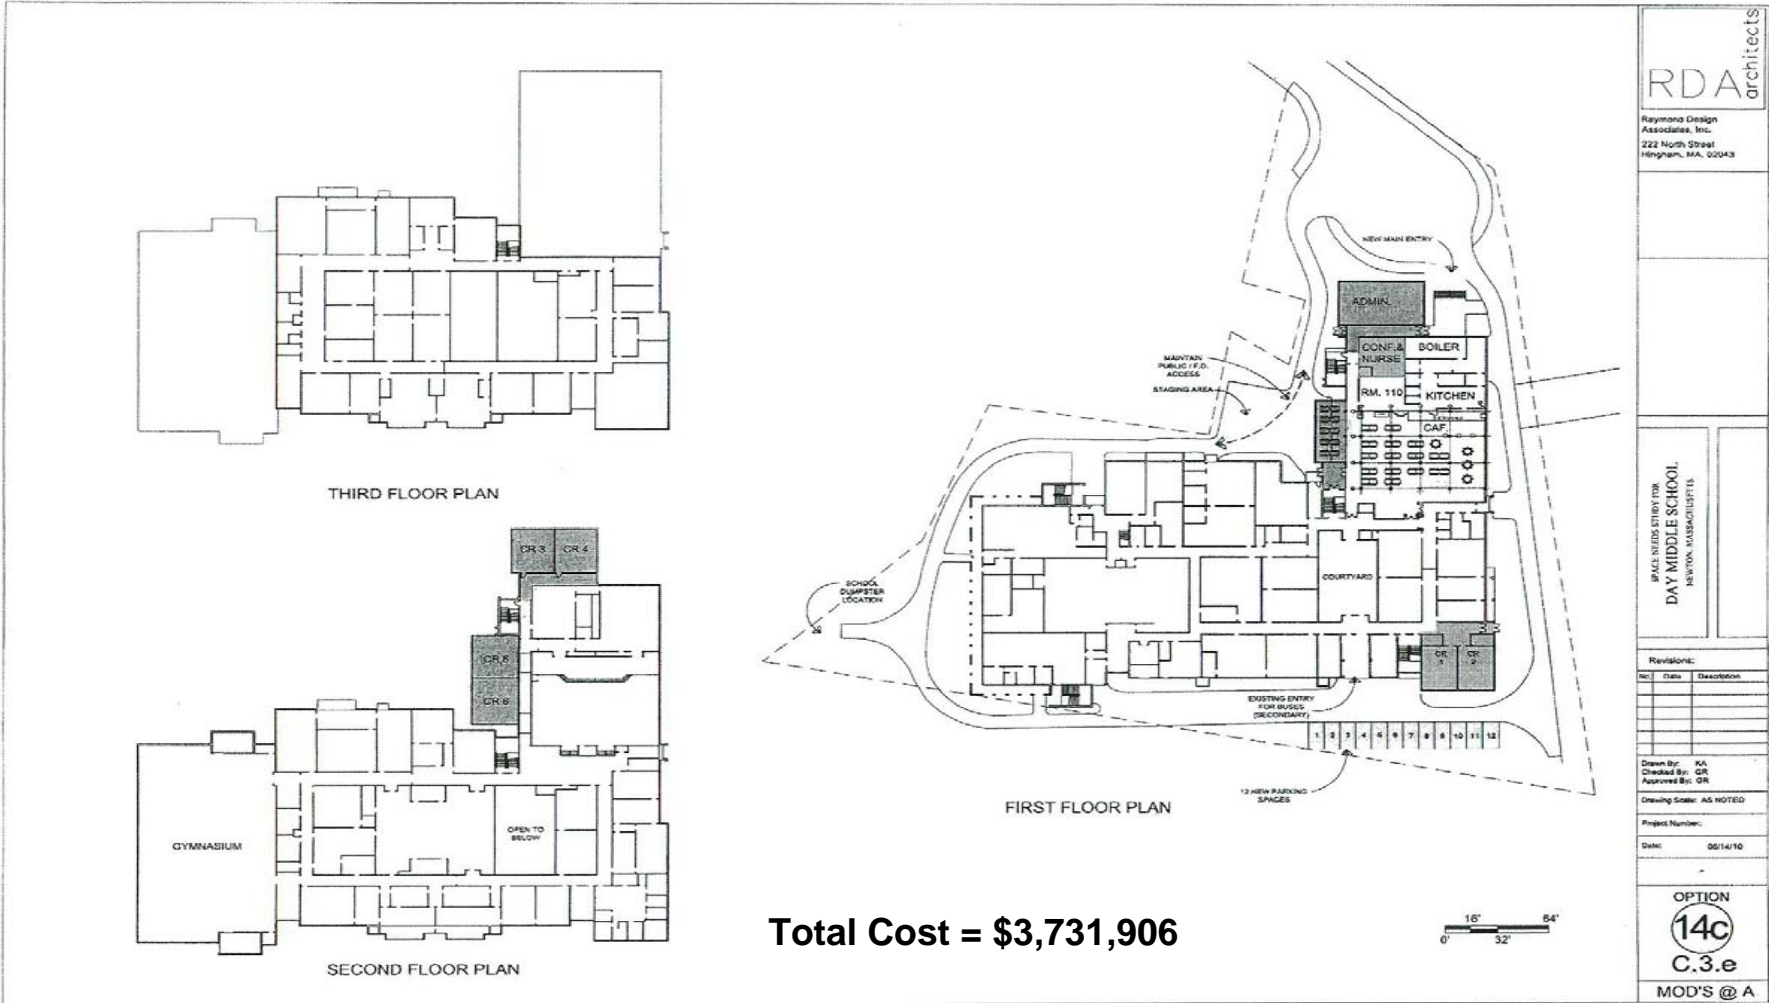 THIRD FLOOR PLAN
CR 3
CR 4
CR 5
CR 6
GYMNASIUM
OPEN TO
BELOW
SECOND FLOOR PLAN
NEW MAIN ENTRY
ADMIN.
CONF.&
NURSE
BOILER
MAINTAIN
PUBLIC / F.D.
ACCESS
STAGING AREA
RM. 110
KITCHEN
CAF.
SCHOOL
DUMPSTER
LOCATION
COURTYARD
CR
1
CR
2
EXISTING ENTRY
FOR BUSES
(SECONDARY)
1 2 3 4 5 6 7 8 9 10 11 12
12 NEW PARKING
SPACES
FIRST FLOOR PLAN
Total Cost = $3,731,906
16' 64'
0' 32'
RDA
architects
Raymond Design
Associates, Inc.
222 North Street
Hingham, MA, 02043
SPACE NEEDS STUDY FOR
DAY MIDDLE SCHOOL
NEWTON, MASSACHUSETTS
Revisions:
No. Date Description
Drawn By: KA
Checked By: GR
Approved By: GR
Drawing Scale: AS NOTED
Project Number:
Date: 05/14/10
OPTION
14c
C.3.e
MOD'S @ A